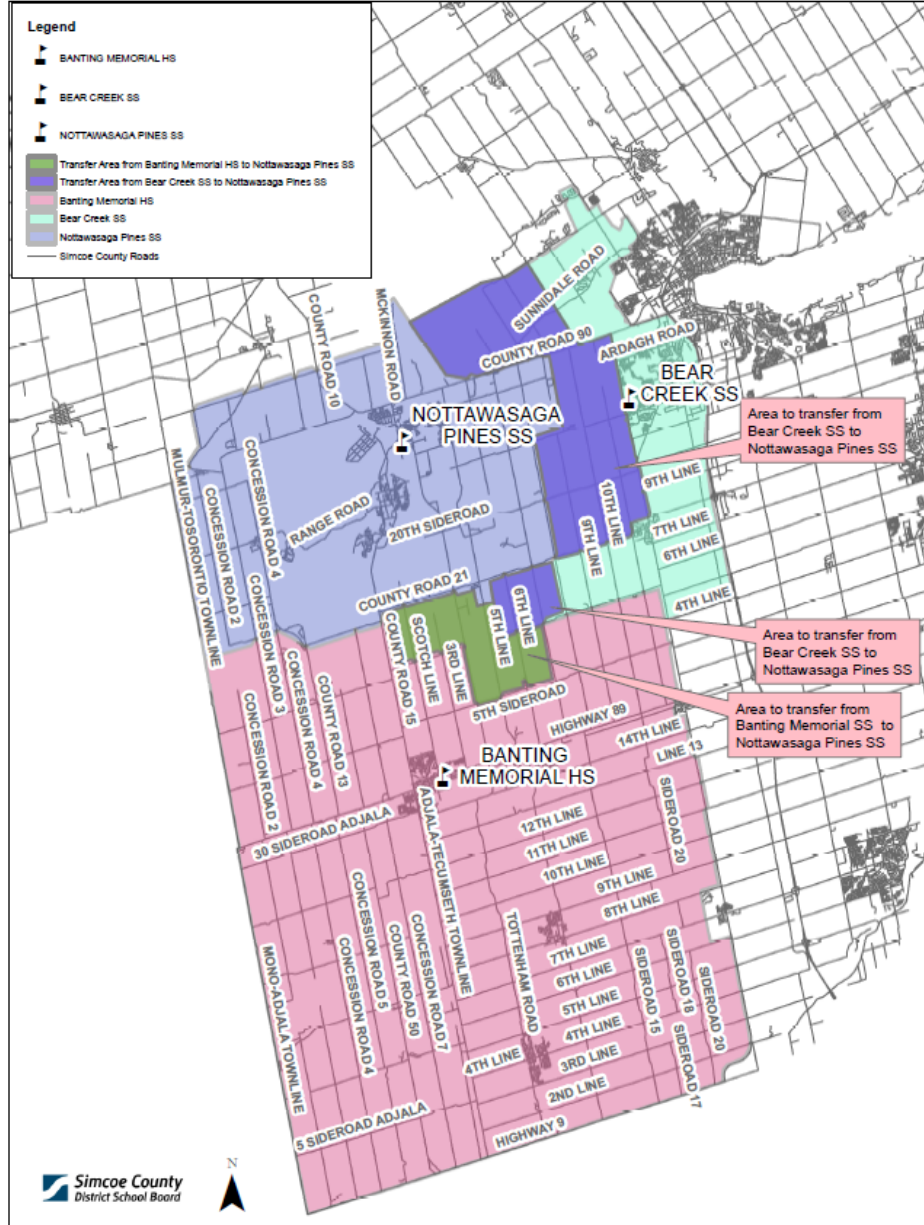 Legend
BANTING MEMORIAL HS
BEAR CREEK SS
NOTTAWASAGA PINES SS
Transfer Area from Banting Memorial HS to Nottawasaga Pines SS
Transfer Area from Bear Creek SS to Nottawasaga Pines SS
Banting Memorial HS
Bear Creek SS
Nottawasaga Pines SS
Simcoe County Roads
SUNNIDALE ROAD
MCKINNON ROAD
COUNTY ROAD 10
COUNTY ROAD 90
ARDAGH ROAD
BEAR
CREEK SS
NOTTAWASAGA
PINES SS
Area to transfer from
Bear Creek SS to
Nottawasaga Pines SS
MULMUR-TOSORONTIO TOWNLINE
CONCESSION ROAD 2
CONCESSION ROAD 4
RANGE ROAD
20TH SIDEROAD
10TH LINE
9TH LINE
9TH LINE
7TH LINE
6TH LINE
4TH LINE
COUNTY ROAD 21
CONCESSION ROAD 3
CONCESSION ROAD 4
COUNTY ROAD 13
COUNTY ROAD 15
SCOTCH LINE
3RD LINE
5TH LINE
6TH LINE
Area to transfer from
Bear Creek SS to
Nottawasaga Pines SS
5TH SIDEROAD
HIGHWAY 89
Area to transfer from
Banting Memorial SS to
Nottawasaga Pines SS
CONCESSION ROAD 2
14TH LINE
LINE 13
BANTING
MEMORIAL HS
30 SIDEROAD ADJALA
ADJALA-TECUMSETH TOWNLINE
SIDEROAD 20
12TH LINE
11TH LINE
10TH LINE
9TH LINE
8TH LINE
CONCESSION ROAD 5
COUNTY ROAD 50
CONCESSION ROAD 7
CONCESSION ROAD 4
MONO-ADJALA TOWNLINE
TOTTENHAM ROAD
7TH LINE
6TH LINE
5TH LINE
4TH LINE
4TH LINE
3RD LINE
2ND LINE
SIDEROAD 15
SIDEROAD 18
SIDEROAD 20
SIDEROAD 17
5 SIDEROAD ADJALA
HIGHWAY 9
Simcoe County
District School Board
N